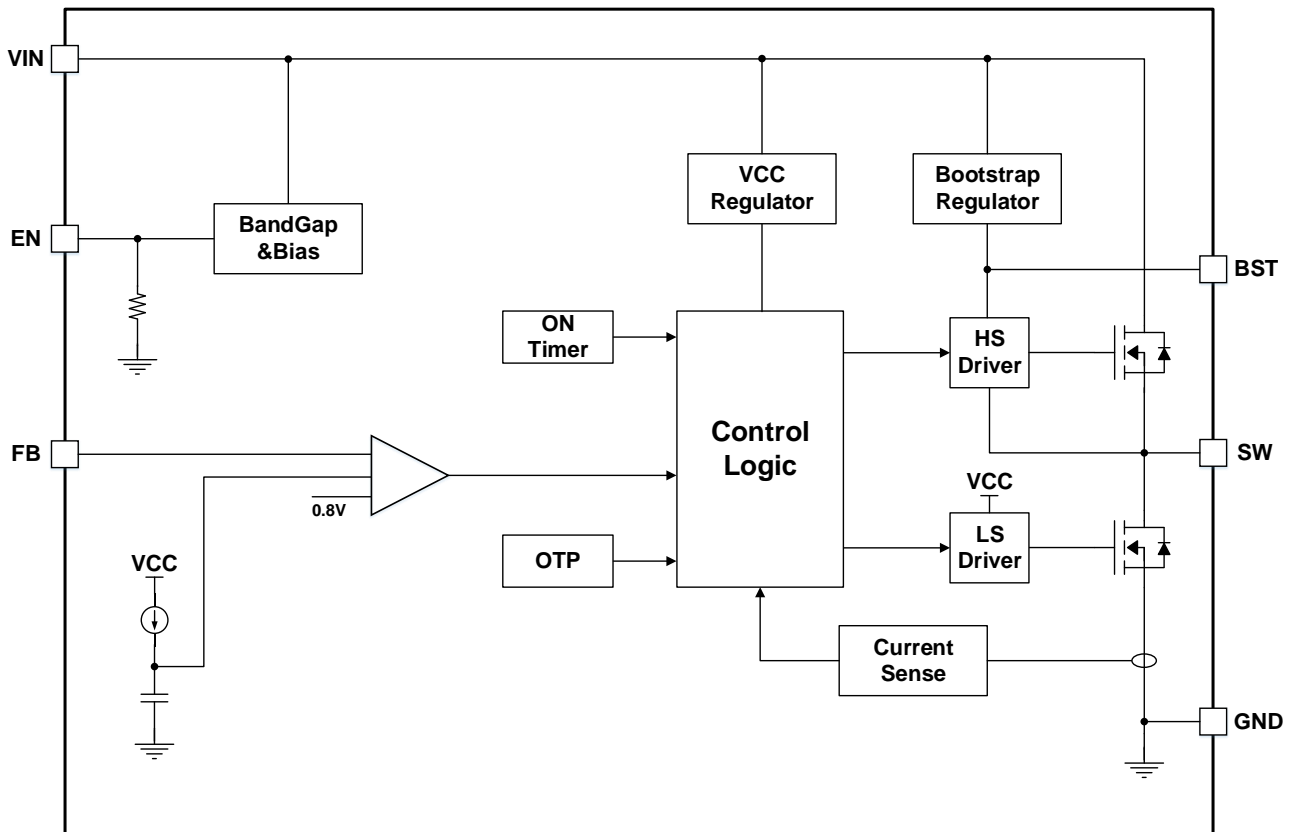 VIN
VCC
Regulator
Bootstrap
Regulator
BandGap
&Bias
EN
BST
ON
Timer
HS
Driver
Control
Logic
FB
SW
0.8V
VCC
LS
Driver
OTP
VCC
Current
Sense
GND